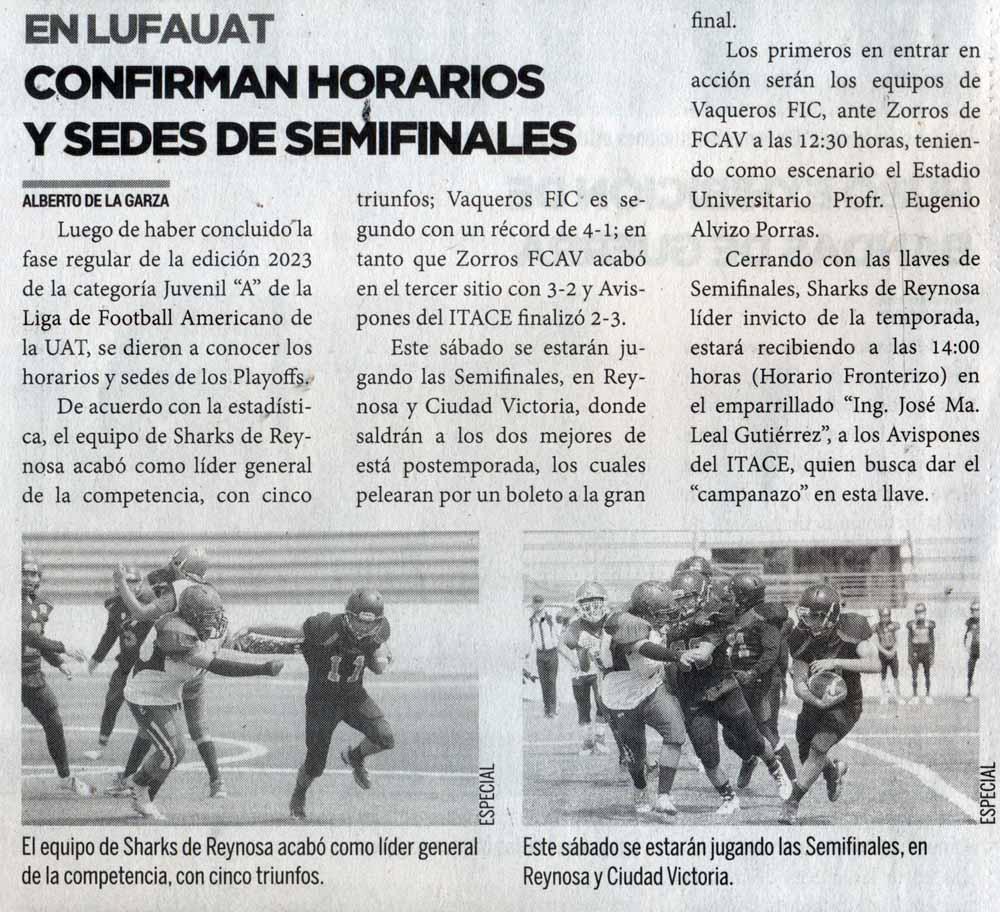 EN LUFAUAT
CONFIRMAN HORARIOS
Y SEDES DE SEMIFINALES
ALBERTO DE LA GARZA
Luego de haber concluido la
fase regular de la edición 2023
de la categoría Juvenil “A” de la
Liga de Football Americano de
la UAT, se dieron a conocer los
horarios y sedes de los Playoffs.
De acuerdo con la estadísti-
ca, el equipo de Sharks de Rey-
nosa acabó como líder general
de la competencia, con cinco
triunfos; Vaqueros FIC es se-
gundo con un récord de 4-1; en
tanto que Zorros FCAV acabó
en el tercer sitio con 3-2 y Avis-
pones del ITACE finalizó 2-3.
Este sábado se estarán ju-
gando las Semifinales, en Rey-
nosa y Ciudad Victoria, donde
saldrán a los dos mejores de
está postemporada, los cuales
pelearan por un boleto a la gran
final.
Los primeros en entrar en
acción serán los equipos de
Vaqueros FIC, ante Zorros de
FCAV a las 12:30 horas, tenien-
do como escenario el Estadio
Universitario Profr. Eugenio
Alvizo Porras.
Cerrando con las llaves de
Semifinales, Sharks de Reynosa
líder invicto de la temporada,
estará recibiendo a las 14:00
horas (Horario Fronterizo) en
el emparrillado “Ing. José Ma.
Leal Gutiérrez”, a los Avispones
del ITACE, quien busca dar el
“campanazo” en esta llave.
11
ESPECIAL
El equipo de Sharks de Reynosa acabó como líder general
de la competencia, con cinco triunfos.
ESPECIAL
Este sábado se estarán jugando las Semifinales, en
Reynosa y Ciudad Victoria.